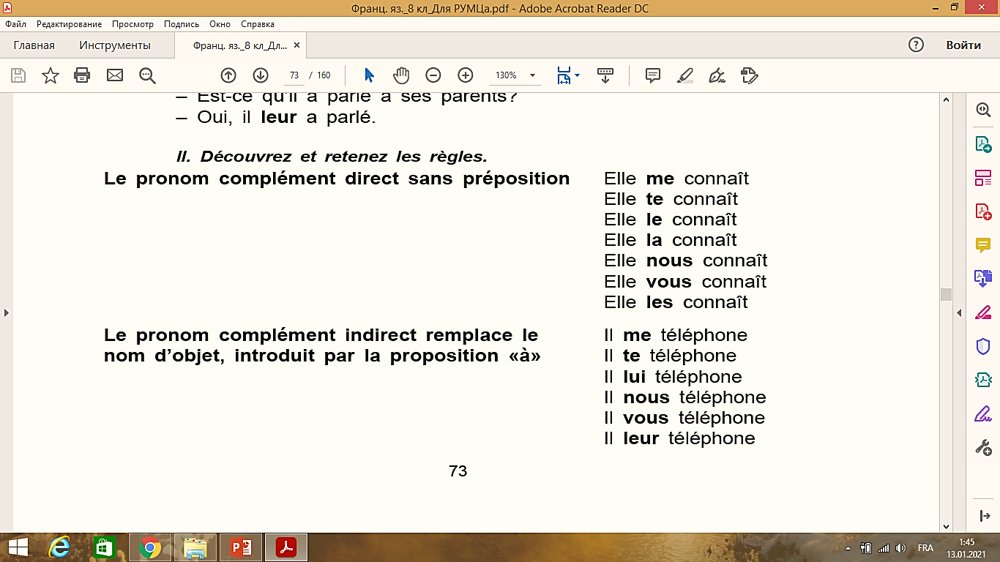 Франц. яз._8 кл_Для РУМЦа.pdf - Adobe Acrobat Reader DC
Файл Редактирование Просмотр Подпись Окно Справка
Главная Инструменты Франц. яз._8 кл_Дл... × Войти
73 / 160 130%
– Est-ce qu'il a parlé à ses parents?
– Oui, il leur a parlé.
II. Découvrez et retenez les règles.
Le pronom complément direct sans préposition Elle me connaît
Elle te connaît
Elle le connaît
Elle la connaît
Elle nous connaît
Elle vous connaît
Elle les connaît
Le pronom complément indirect remplace le Il me téléphone
nom d'objet, introduit par la proposition «à» Il te téléphone
Il lui téléphone
Il nous téléphone
Il vous téléphone
Il leur téléphone
73
FRA 1:45
13.01.2021